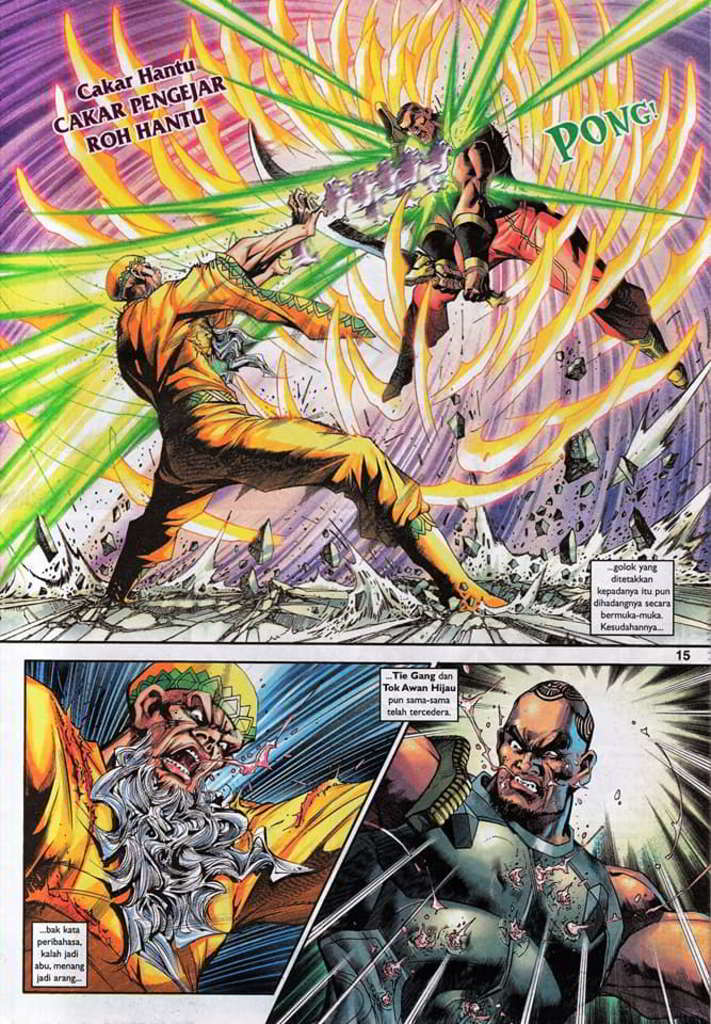 Cakar Hantu
CAKAR PENGEJAR
ROH HANTU
PONG!
...golok yang
ditetakkan
kepadanya itu pun
dihadangnya secara
bermuka-muka.
Kesudahannya...
15
...Tie Gang dan
Tok Awan Hijau
pun sama-sama
telah tercedera.
...bak kata
peribahasa,
kalah jadi
abu, menang
jadi arang...